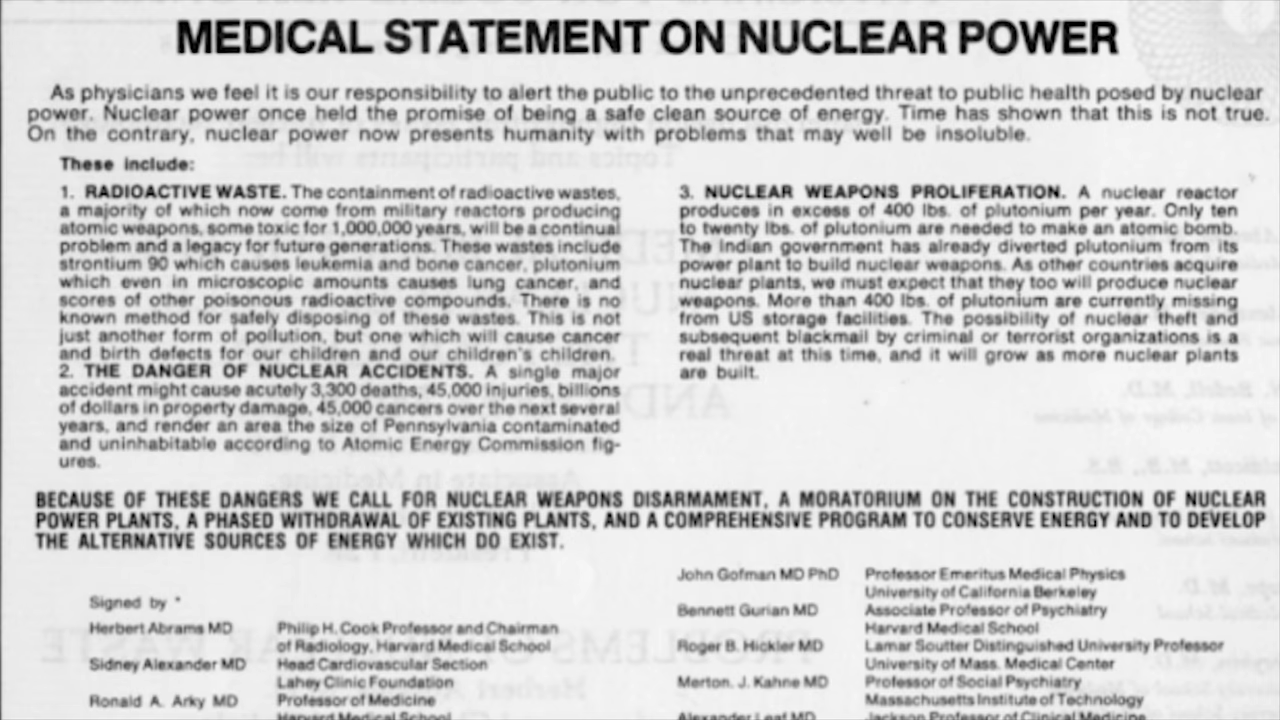 MEDICAL STATEMENT ON NUCLEAR POWER
As physicians we feel it is our responsibility to alert the public to the unprecedented threat to public health posed by nuclear
power. Nuclear power once held the promise of being a safe clean source of energy. Time has shown that this is not true.
On the contrary, nuclear power now presents humanity with problems that may well be insoluble.
These include:
1. RADIOACTIVE WASTE. The containment of radioactive wastes,
a majority of which now come from military reactors producing
atomic weapons, some toxic for 1,000,000 years, will be a continual
problem and a legacy for future generations. These wastes include
strontium 90 which causes leukemia and bone cancer, plutonium
which even in microscopic amounts causes lung cancer, and
scores of other poisonous radioactive compounds. There is no
known method for safely disposing of these wastes. This is not
just another form of pollution, but one which will cause cancer
and birth defects for our children and our children's children.
2. THE DANGER OF NUCLEAR ACCIDENTS. A single major
accident might cause acutely 3,300 deaths, 45,000 injuries, billions
of dollars in property damage, 45,000 cancers over the next several
years, and render an area the size of Pennsylvania contaminated
and uninhabitable according to Atomic Energy Commission fig-
ures.
3. NUCLEAR WEAPONS PROLIFERATION. A nuclear reactor
produces in excess of 400 lbs. of plutonium per year. Only ten
to twenty lbs. of plutonium are needed to make an atomic bomb.
The Indian government has already diverted plutonium from its
power plant to build nuclear weapons. As other countries acquire
nuclear plants, we must expect that they too will produce nuclear
weapons. More than 400 lbs. of plutonium are currently missing
from US storage facilities. The possibility of nuclear theft and
subsequent blackmail by criminal or terrorist organizations is a
real threat at this time, and it will grow as more nuclear plants
are built.
BECAUSE OF THESE DANGERS WE CALL FOR NUCLEAR WEAPONS DISARMAMENT, A MORATORIUM ON THE CONSTRUCTION OF NUCLEAR
POWER PLANTS, A PHASED WITHDRAWAL OF EXISTING PLANTS, AND A COMPREHENSIVE PROGRAM TO CONSERVE ENERGY AND TO DEVELOP
THE ALTERNATIVE SOURCES OF ENERGY WHICH DO EXIST.
Signed by *
Herbert Abrams MD Philip H. Cook Professor and Chairman
of Radiology, Harvard Medical School
Sidney Alexander MD Head Cardiovascular Section
Lahey Clinic Foundation
Ronald A. Arky MD Professor of Medicine
Harvard Medical School
John Gofman MD PhD Professor Emeritus Medical Physics
University of California Berkeley
Bennett Gurian MD Associate Professor of Psychiatry
Harvard Medical School
Roger B. Hickler MD Lamar Soutter Distinguished University Professor
University of Mass. Medical Center
Merton. J. Kahne MD Professor of Social Psychiatry
Massachusetts Institute of Technology
Alexander Leaf MD Jackson Professor of Clinical Medicine